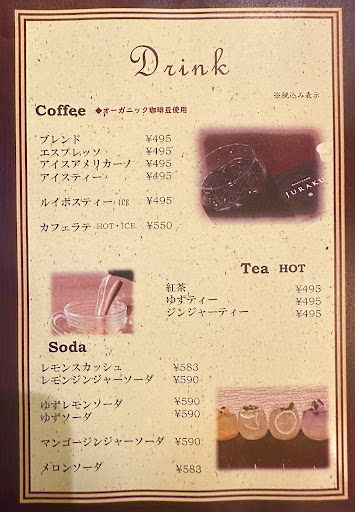 Drink
※税込み表示
Coffee ◆オーガニック珈琲豆使用
ブレンド ¥495
エスプレッソ ¥495
アイスアメリカーノ ¥495
アイスティー ¥495
ルイボスティー・ICE ¥495
カフェラテ HOT・ICE ¥550
JURAKU
Tea HOT
紅茶 ¥495
ゆずティー ¥495
ジンジャーティー ¥495
Soda
レモンスカッシュ ¥583
レモンジンジャーソーダ ¥590
ゆずレモンソーダ ¥590
ゆずソーダ ¥590
マンゴージンジャーソーダ ¥590
メロンソーダ ¥583